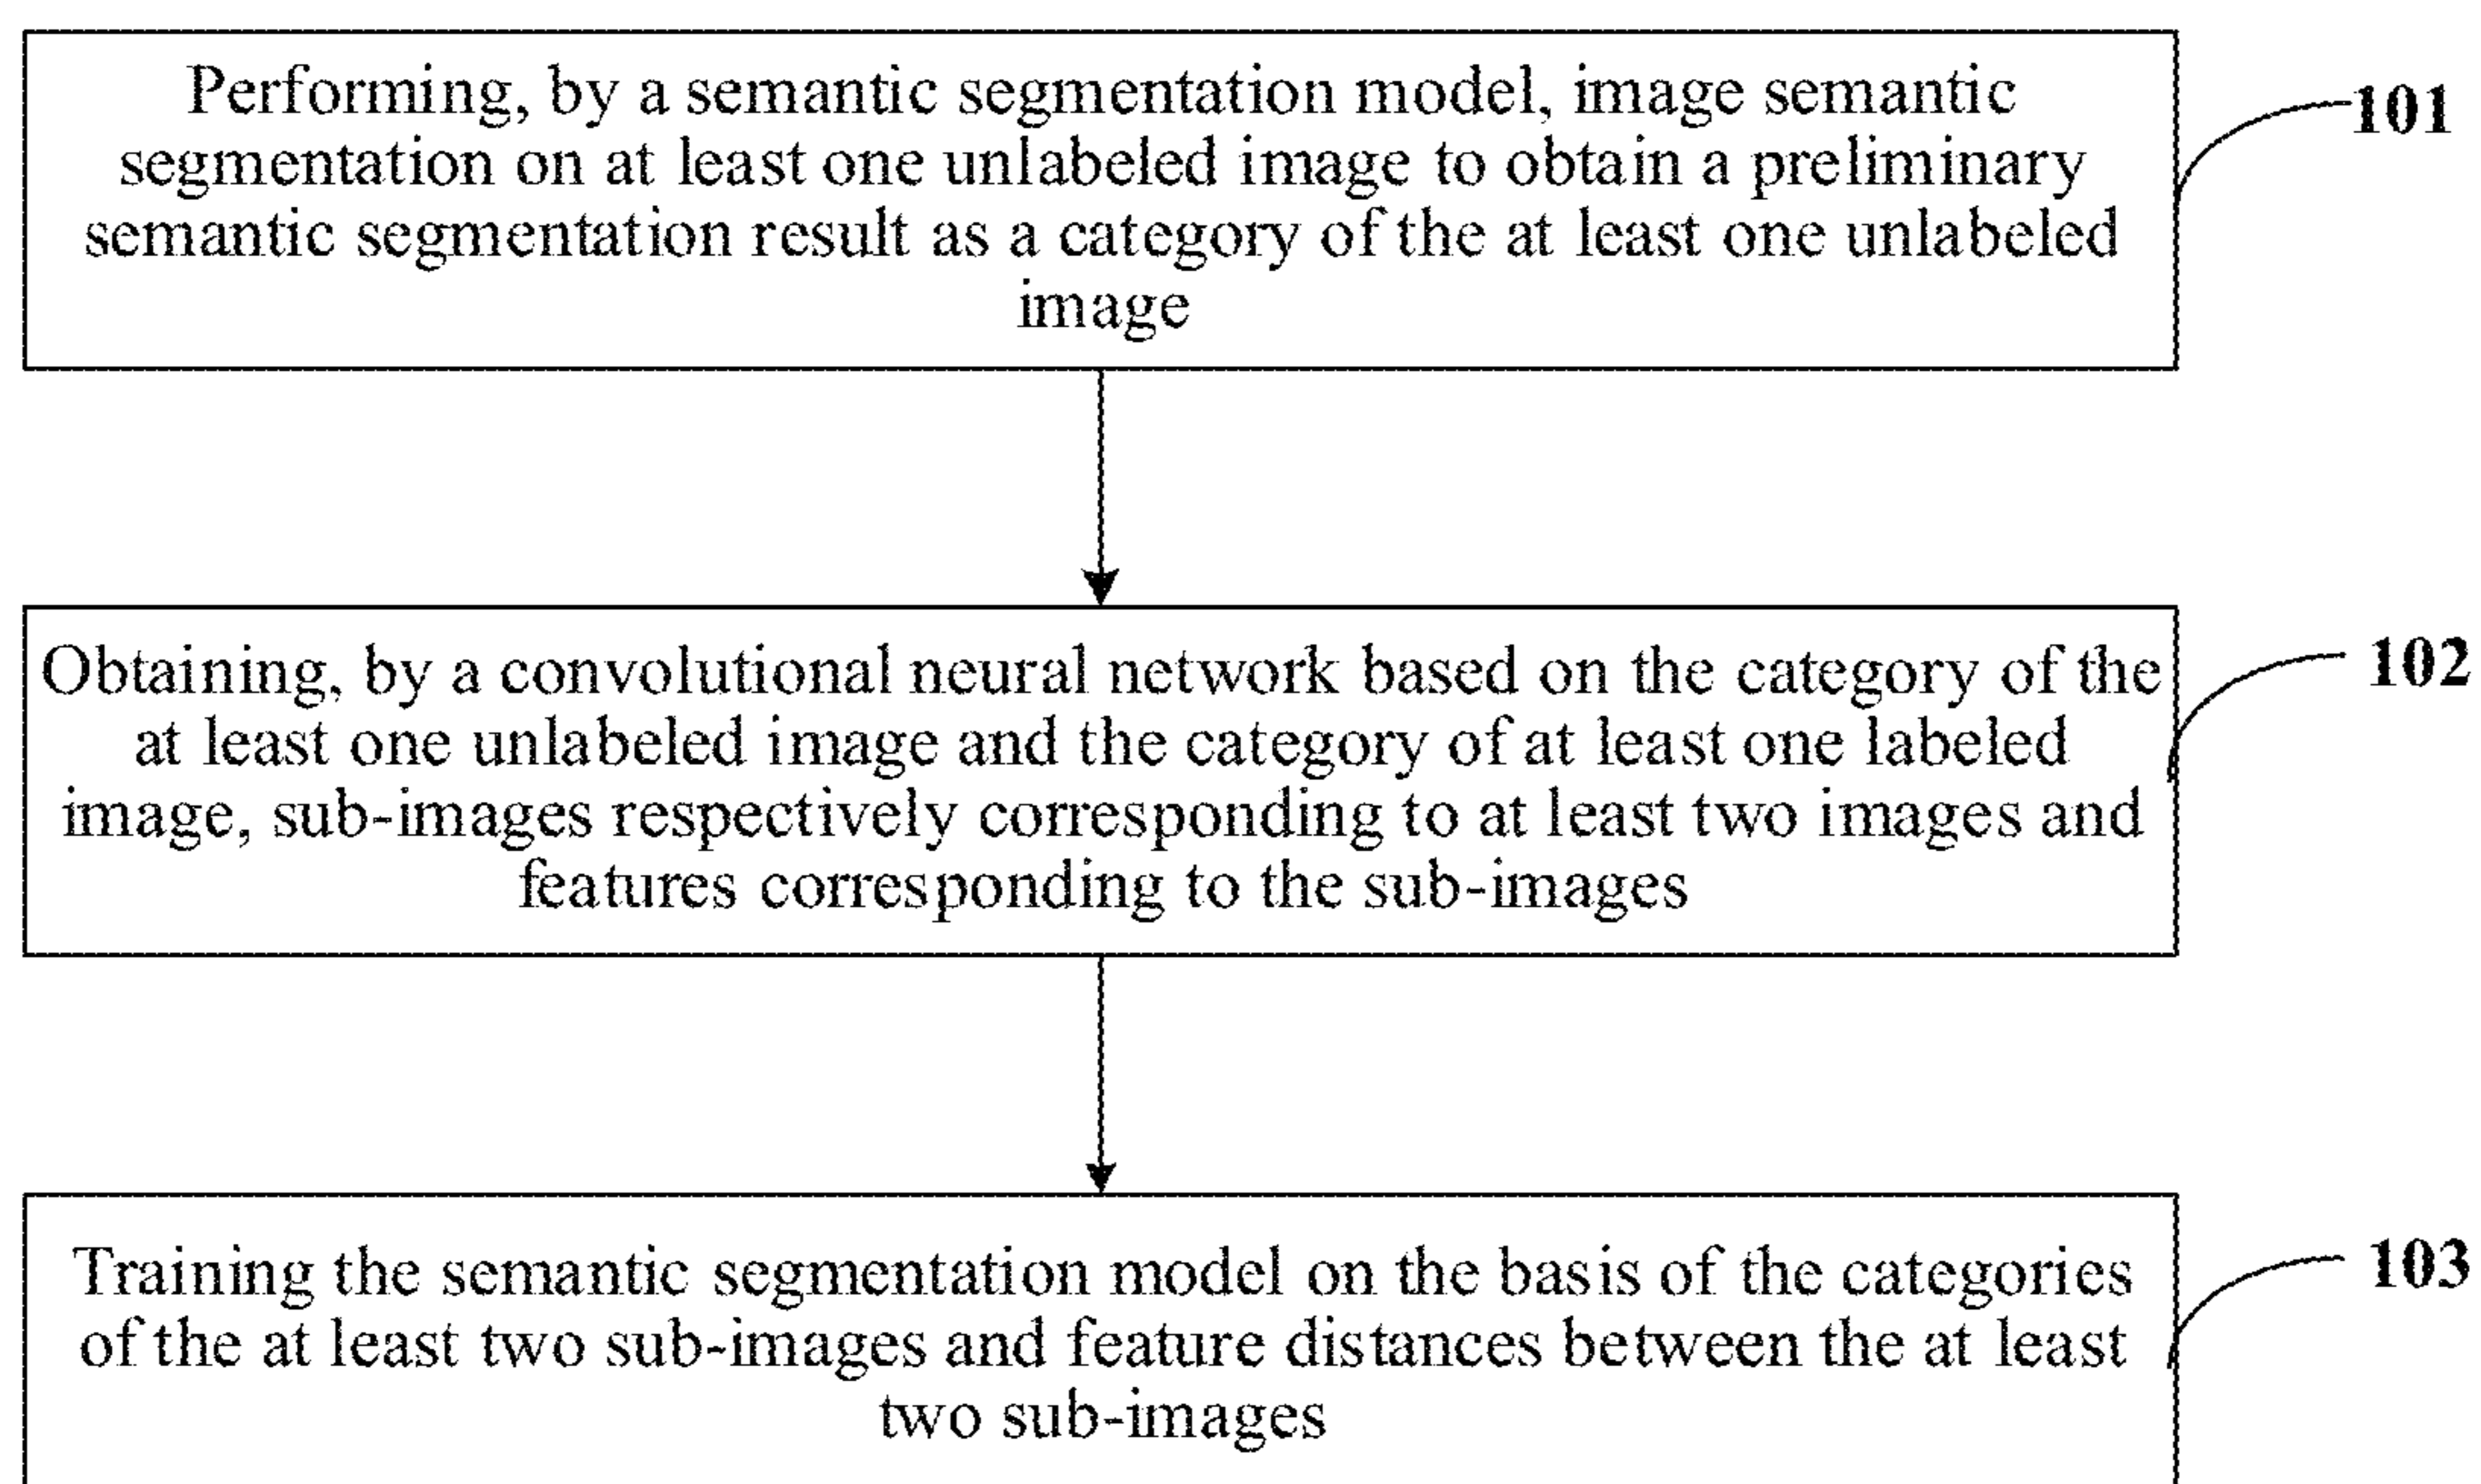 Performing, by a semantic segmentation model, image semantic
segmentation on at least one unlabeled image to obtain a preliminary
semantic segmentation result as a category of the at least one unlabeled
image
101
Obtaining, by a convolutional neural network based on the category of the
at least one unlabeled image and the category of at least one labeled
image, sub-images respectively corresponding to at least two images and
features corresponding to the sub-images
102
Training the semantic segmentation model on the basis of the categories
of the at least two sub-images and feature distances between the at least
two sub-images
103